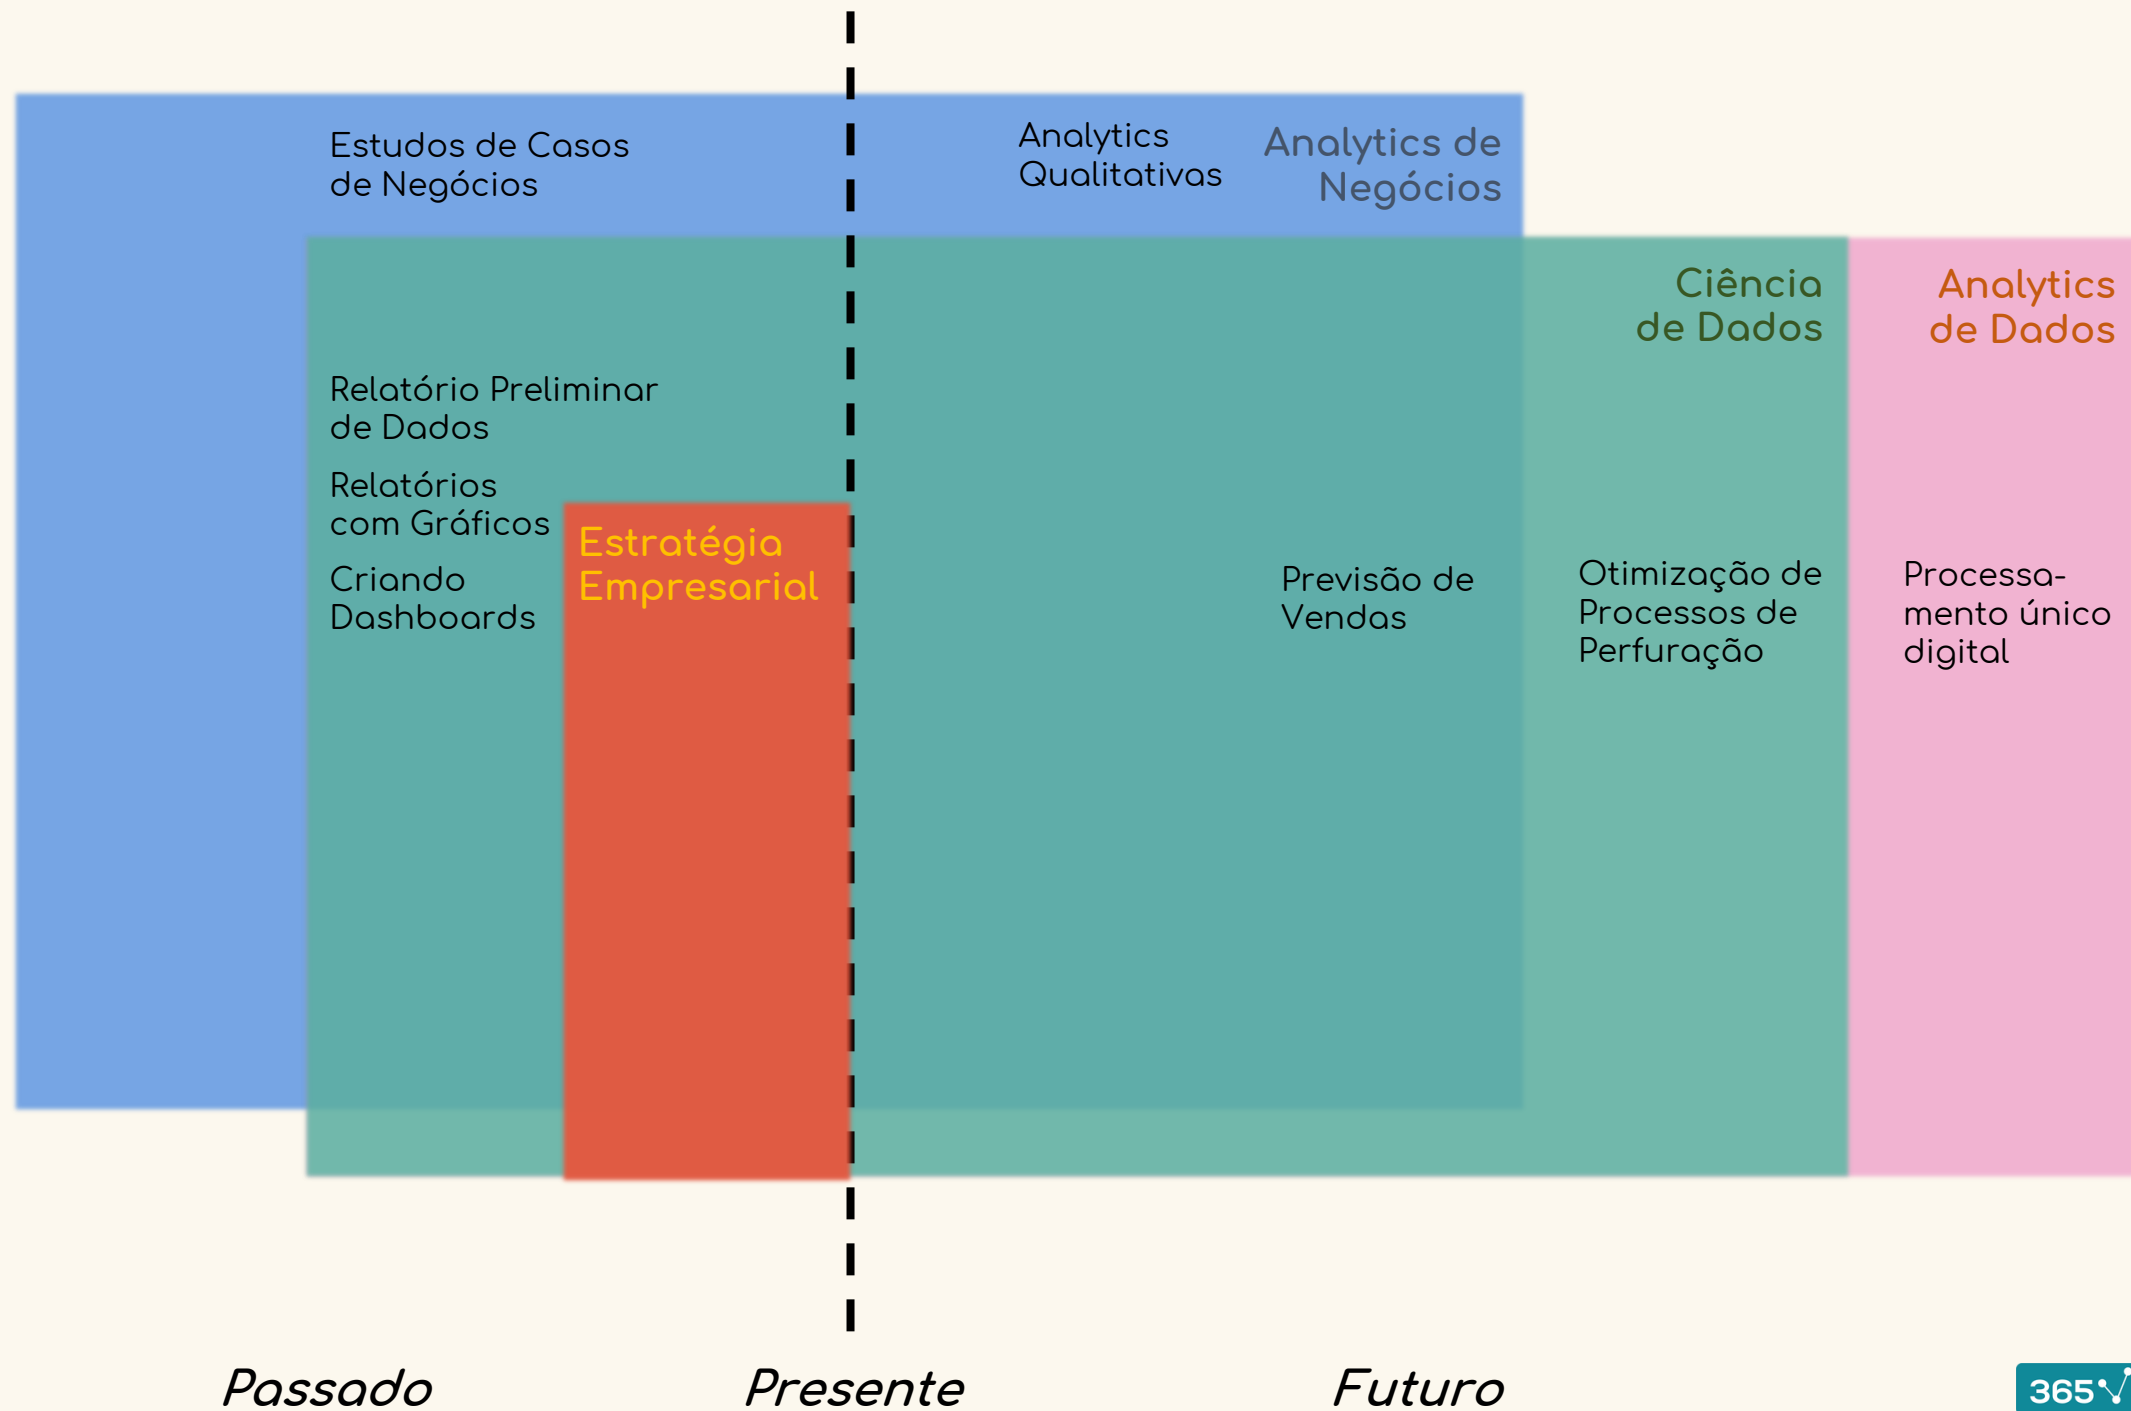 Estudos de Casos
de Negócios
Analytics
Qualitativas
Analytics de
Negócios
Ciência
de Dados
Analytics
de Dados
Relatório Preliminar
de Dados
Relatórios
com Gráficos
Criando
Dashboards
Estratégia
Empresarial
Previsão de
Vendas
Otimização de
Processos de
Perfuração
Processa-
mento único
digital
Passado
Presente
Futuro
365